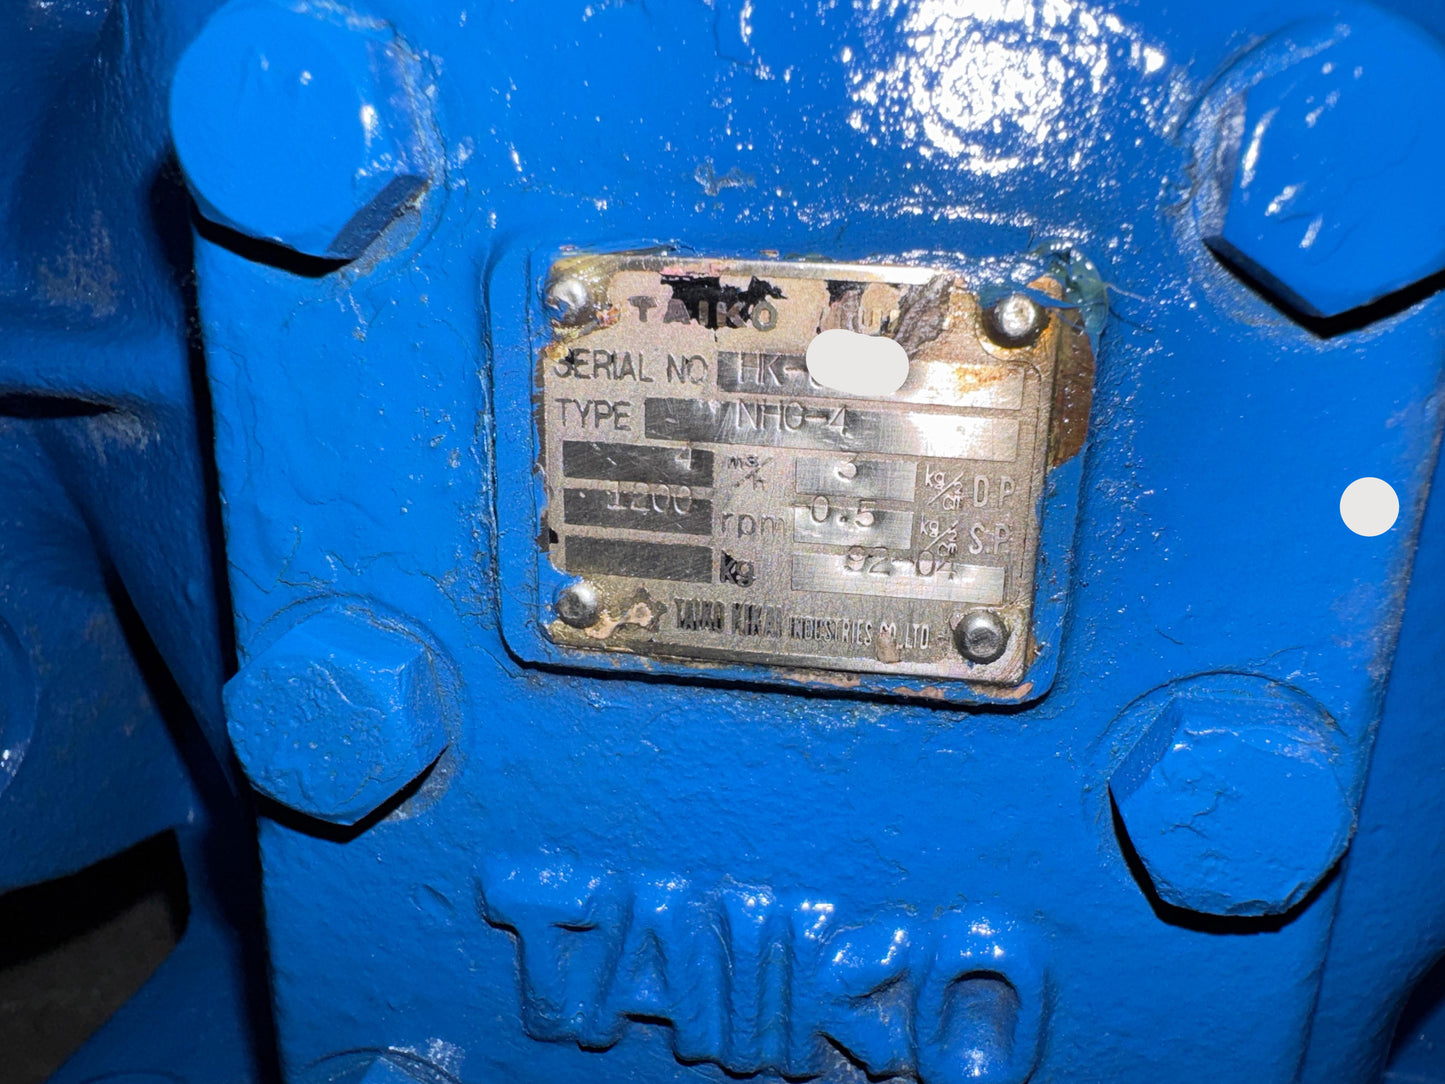 TAIKO
SERIAL NO HK-
TYPE VNHG-4
4 m³/h 3 kg/cm² D.P
1200 rpm 0.5 kg/cm² S.P
kg 92-04
TAIKO KIKAI INDUSTRIES CO.,LTD.
TAIKO